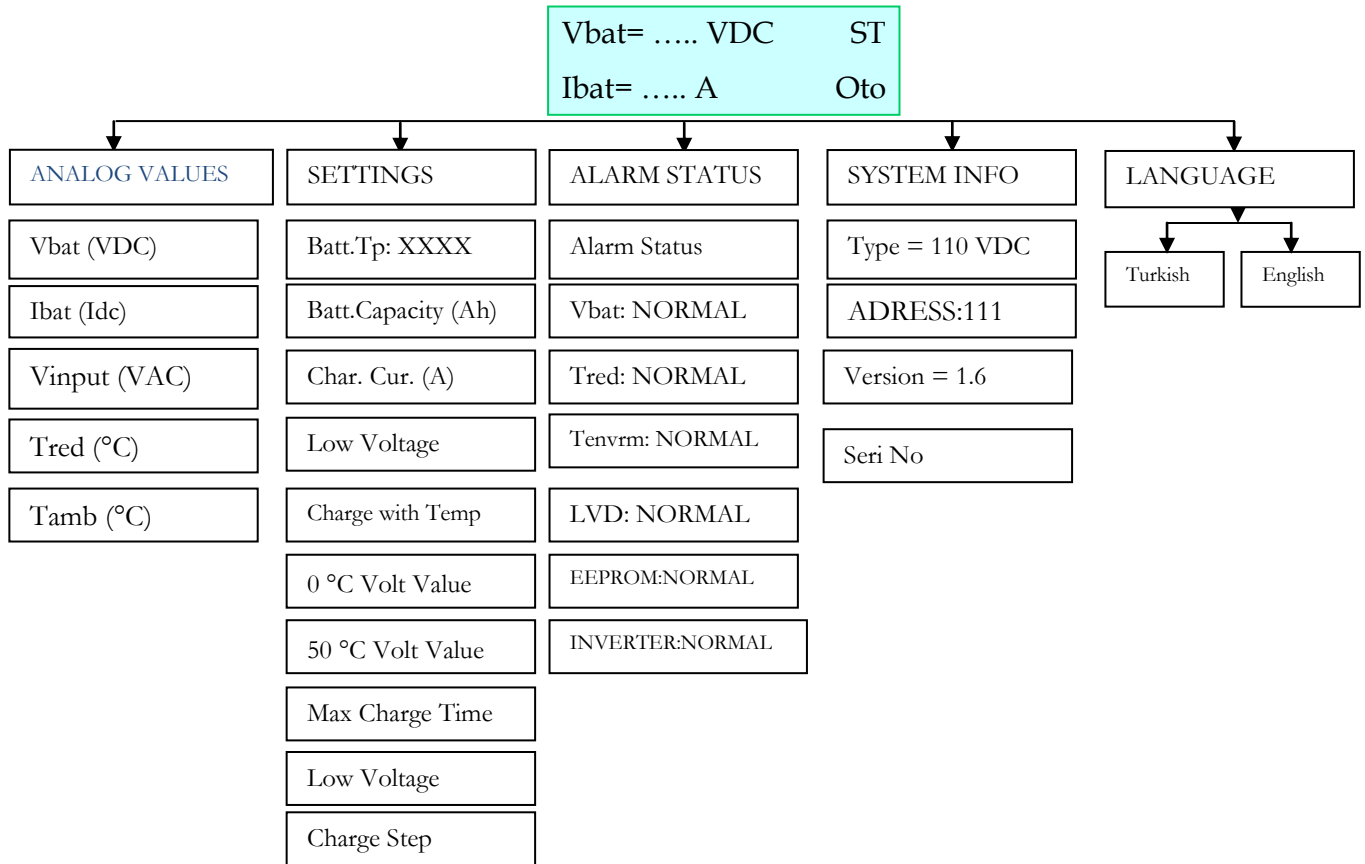 Vbat= ….. VDC ST
Ibat= ….. A Oto
ANALOG VALUES
Vbat (VDC)
Ibat (Idc)
Vinput (VAC)
Tred (°C)
Tamb (°C)
SETTINGS
Batt.Tp: XXXX
Batt.Capacity (Ah)
Char. Cur. (A)
Low Voltage
Charge with Temp
0 °C Volt Value
50 °C Volt Value
Max Charge Time
Low Voltage
Charge Step
ALARM STATUS
Alarm Status
Vbat: NORMAL
Tred: NORMAL
Tenvrm: NORMAL
LVD: NORMAL
EEPROM:NORMAL
INVERTER:NORMAL
SYSTEM INFO
Type = 110 VDC
ADRESS:111
Version = 1.6
Seri No
LANGUAGE
Turkish
English